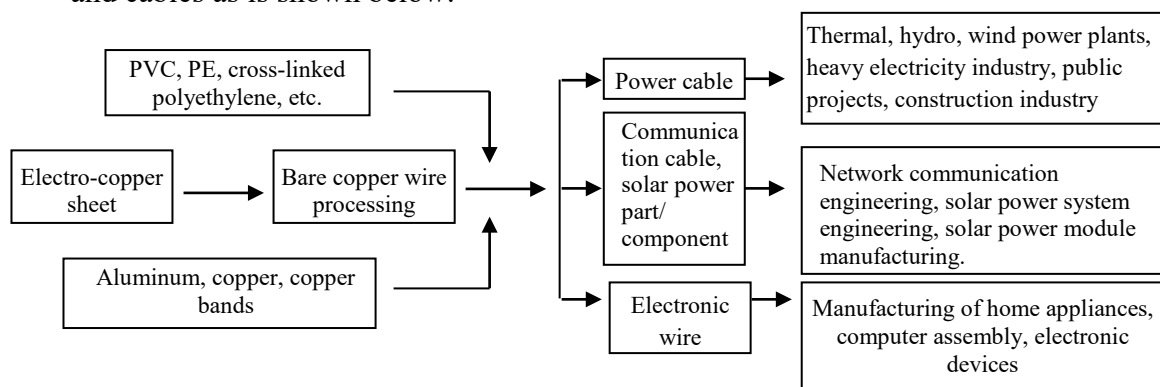 and cables as is shown below:
PVC, PE, cross-linked
polyethylene, etc.
Electro-copper
sheet
Bare copper wire
processing
Aluminum, copper, copper
bands
Power cable
Communica
tion cable,
solar power
part/
component
Electronic
wire
Thermal, hydro, wind power plants,
heavy electricity industry, public
projects, construction industry
Network communication
engineering, solar power system
engineering, solar power module
manufacturing.
Manufacturing of home appliances,
computer assembly, electronic
devices